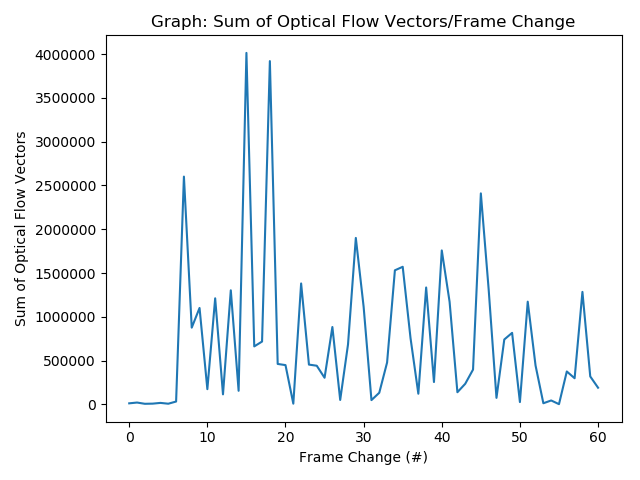 Graph: Sum of Optical Flow Vectors/Frame Change
4000000
3500000
3000000
2500000
2000000
1500000
1000000
500000
0
Sum of Optical Flow Vectors
0 10 20 30 40 50 60
Frame Change (#)